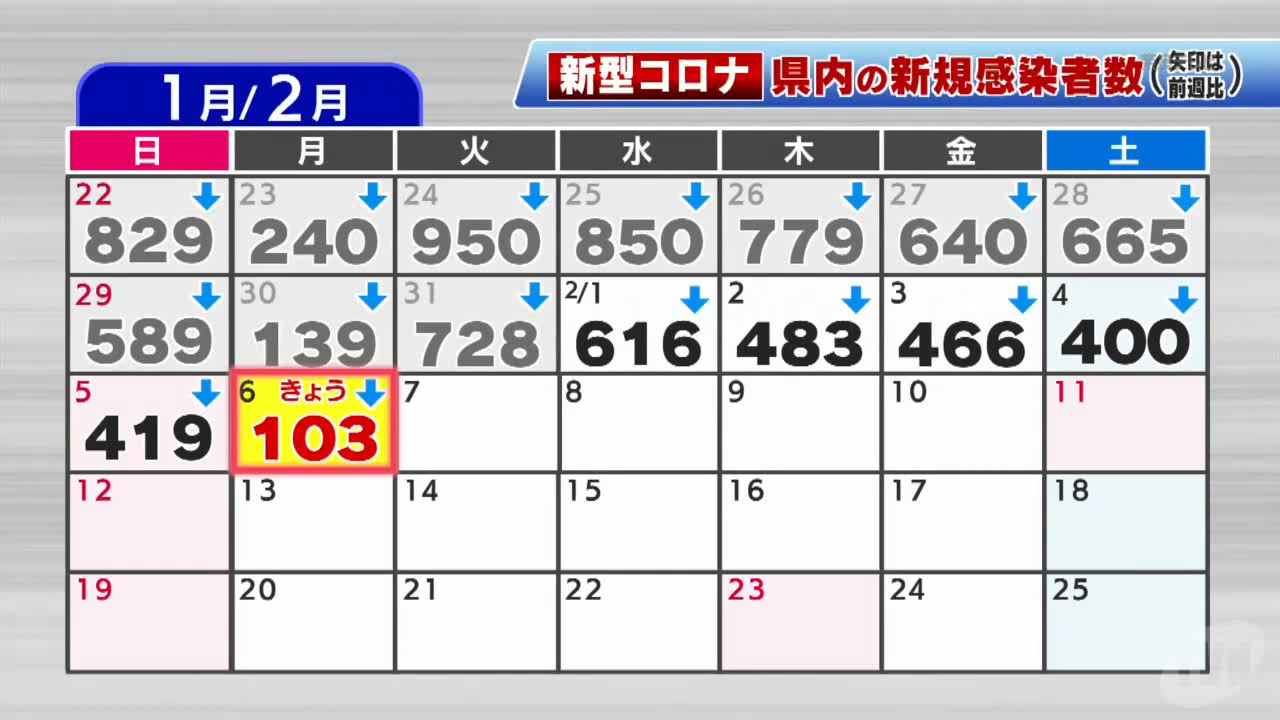 新型コロナ 県内の新規感染者数(矢印は前週比)
1月/2月
日 月 火 水 木 金 土
22 23 24 25 26 27 28
829 240 950 850 779 640 665
29 30 31 2/1 2 3 4
589 139 728 616 483 466 400
5 6 きょう 7 8 9 10 11
419 103
12 13 14 15 16 17 18
19 20 21 22 23 24 25